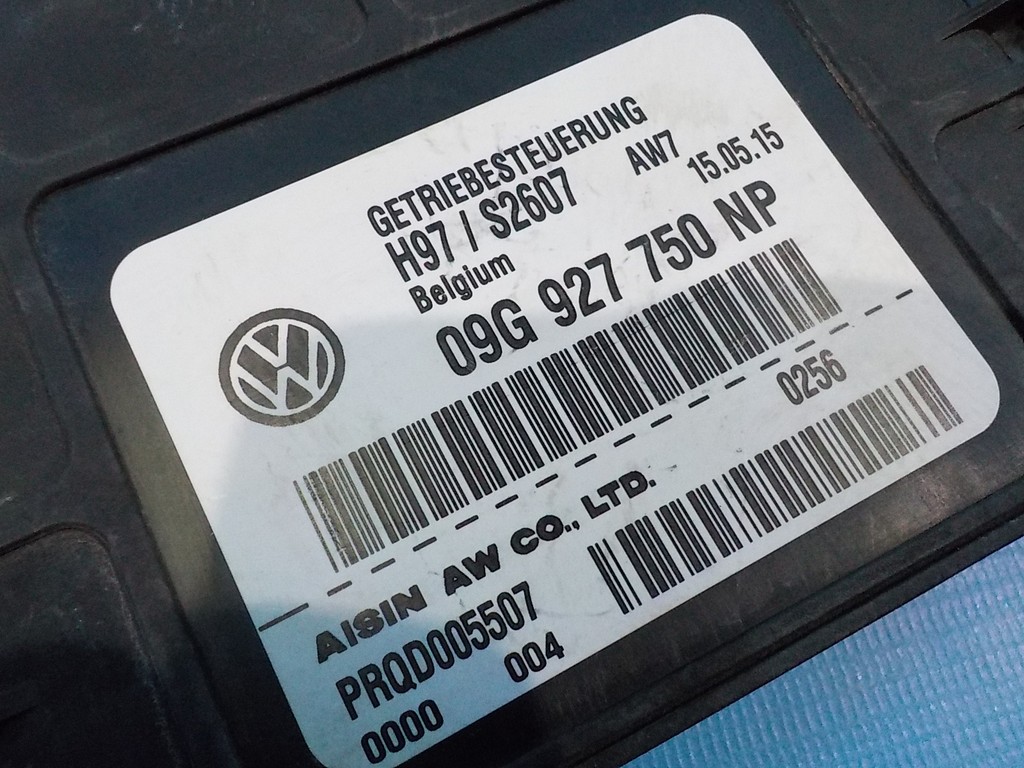 GETRIEBESTEUERUNG
H97 / S2607 AW7 15.05.15
Belgium
09G 927 750 NP
0256
AISIN AW CO., LTD.
PRQD005507
0000 004